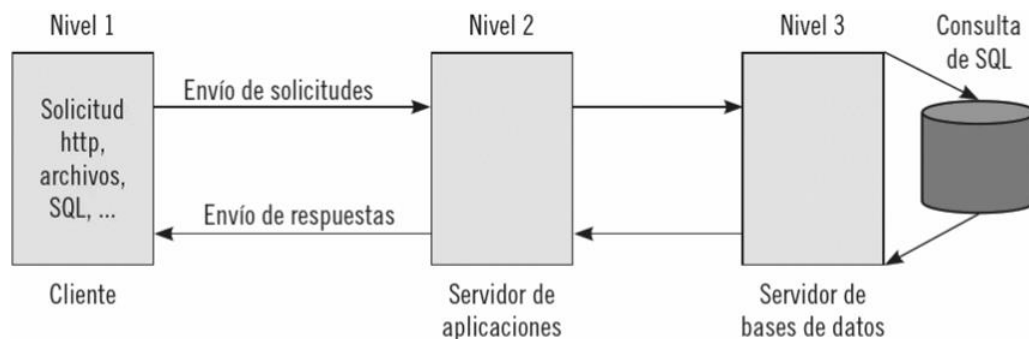 Nivel 1
Nivel 2
Nivel 3
Consulta
de SQL
Solicitud
http,
archivos,
SQL, ...
Envío de solicitudes
Envío de respuestas
Cliente
Servidor de
aplicaciones
Servidor de
bases de datos